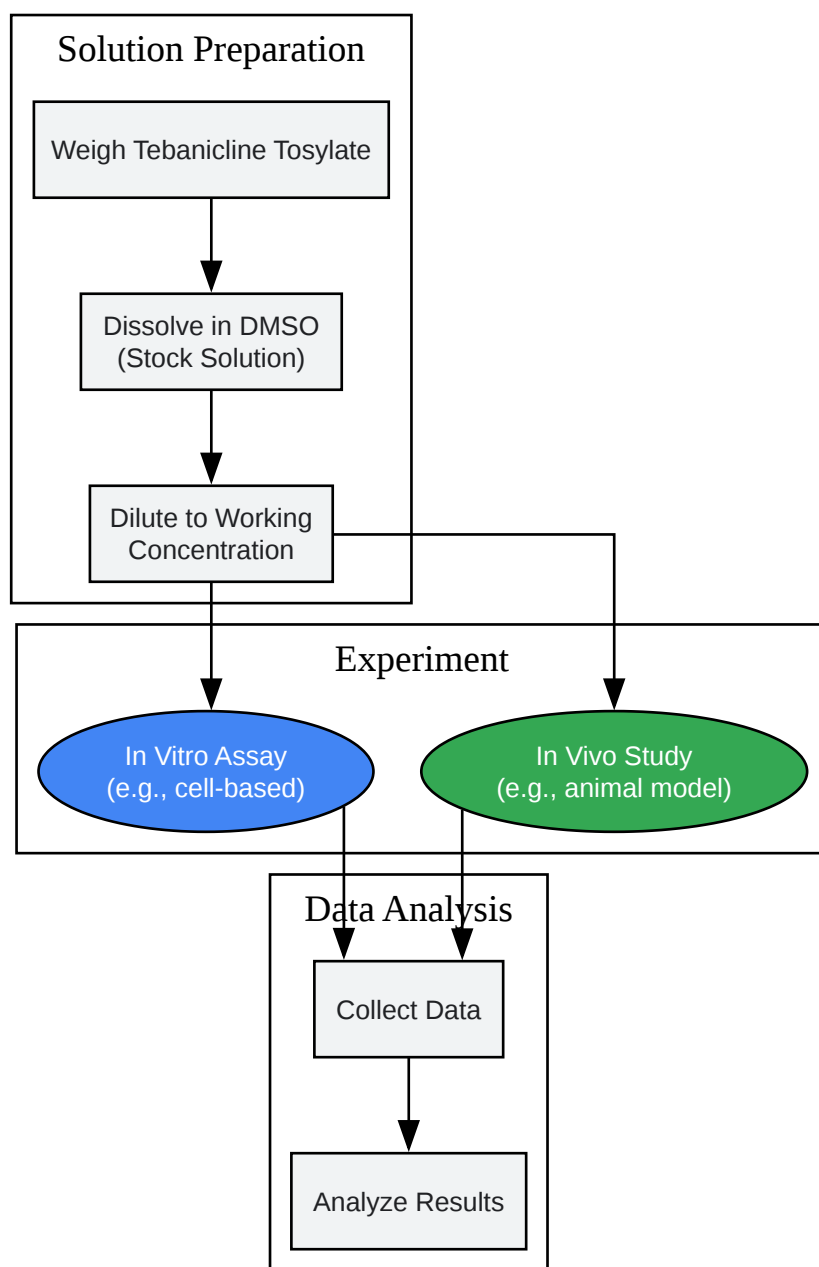 Solution Preparation
Weigh Tebanicline Tosylate
Dissolve in DMSO
(Stock Solution)
Dilute to Working
Concentration
Experiment
In Vitro Assay
(e.g., cell-based)
In Vivo Study
(e.g., animal model)
Data Analysis
Collect Data
Analyze Results